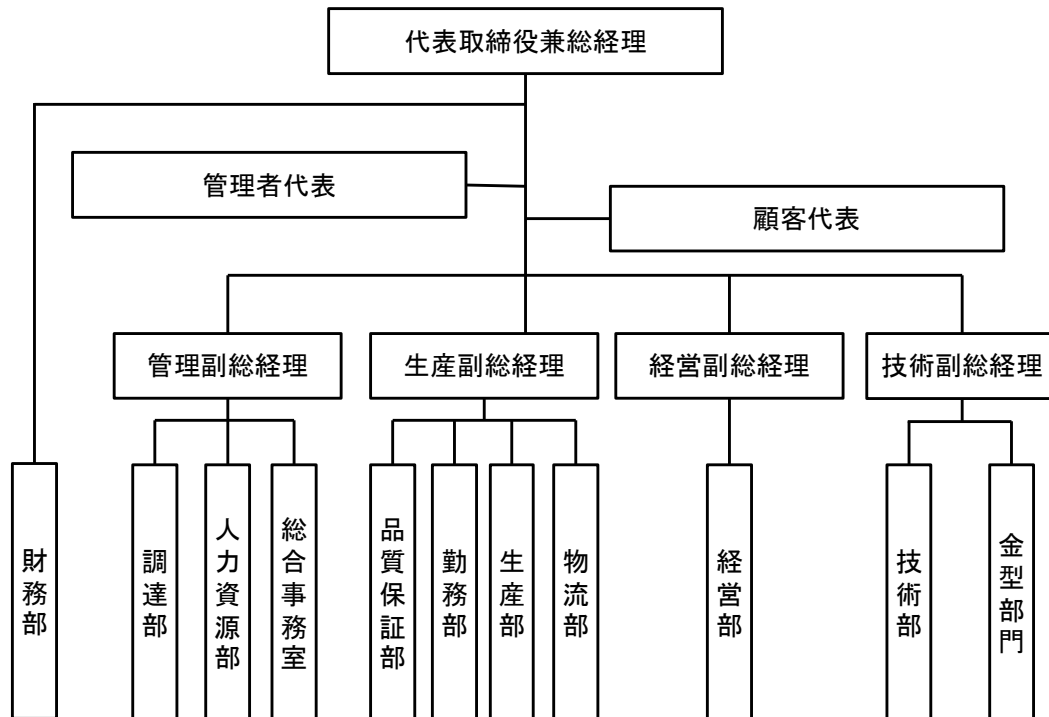 代表取締役兼総経理
管理者代表
顧客代表
管理副総経理
生産副総経理
経営副総経理
技術副総経理
財務部
調達部
人力資源部
総合事務室
品質保証部
勤務部
生産部
物流部
経営部
技術部
金型部門